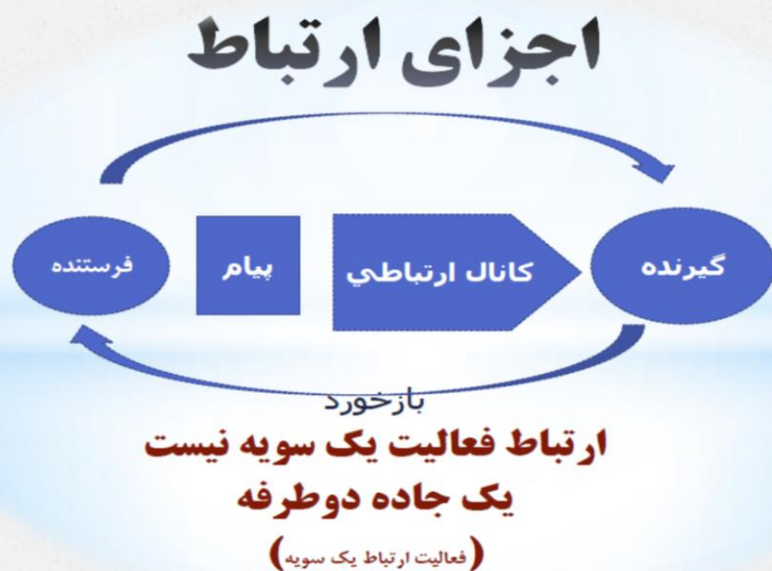 اجزای ارتباط
فرستنده
پیام
کانال ارتباطي
گیرنده
بازخورد
ارتباط فعالیت یک سویه نیست
یک جاده دوطرفه
(فعالیت ارتباط یک سویه)